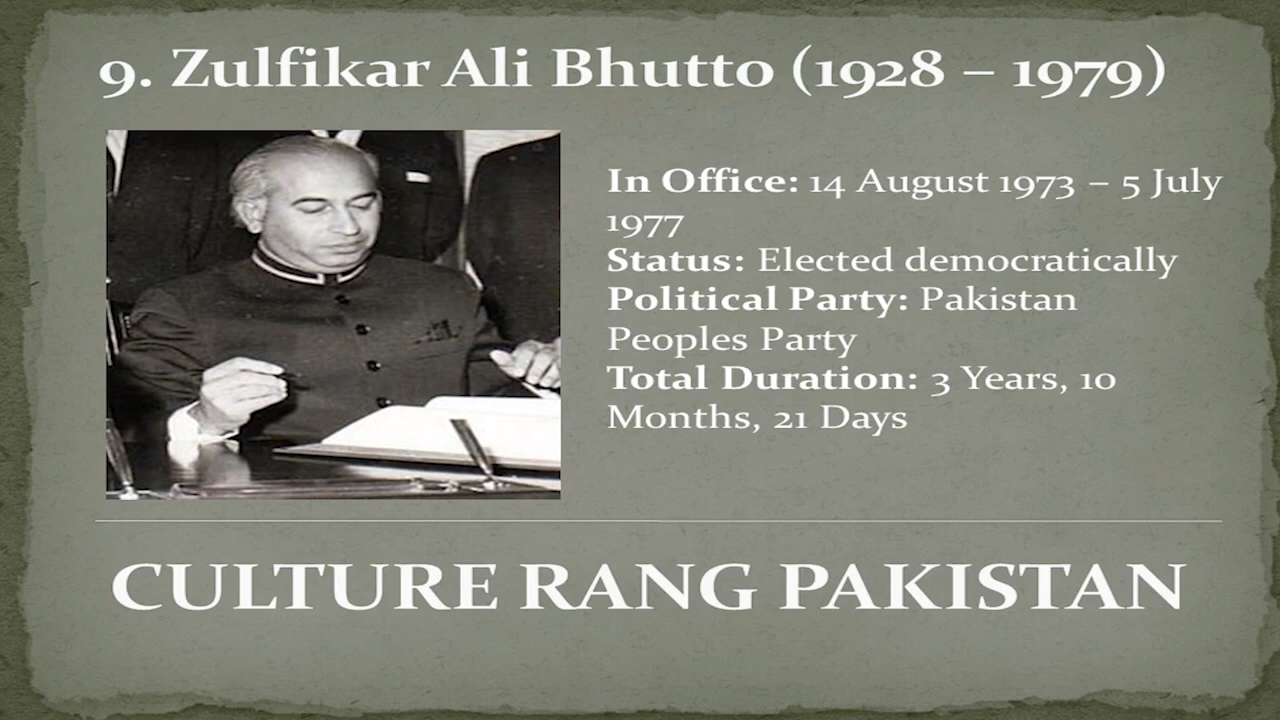 9. Zulfikar Ali Bhutto (1928 – 1979)
In Office: 14 August 1973 – 5 July
1977
Status: Elected democratically
Political Party: Pakistan
Peoples Party
Total Duration: 3 Years, 10
Months, 21 Days
CULTURE RANG PAKISTAN